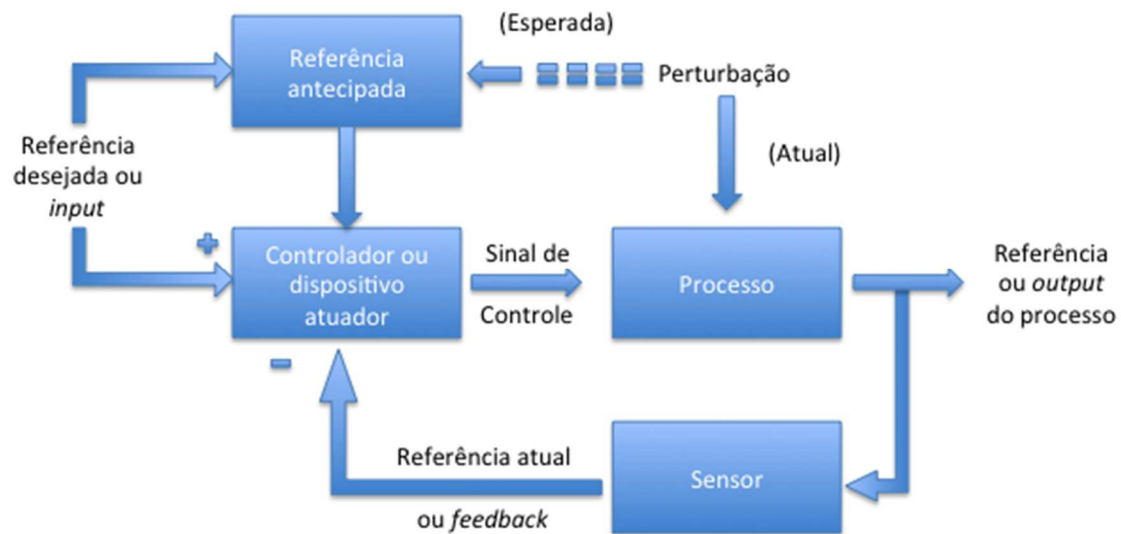 (Esperada)
Referência
antecipada
Perturbação
Referência
desejada ou
input
(Atual)
+
Controlador ou
dispositivo
atuador
Sinal de
Controle
Processo
Referência
ou output
do processo
-
Referência atual
ou feedback
Sensor